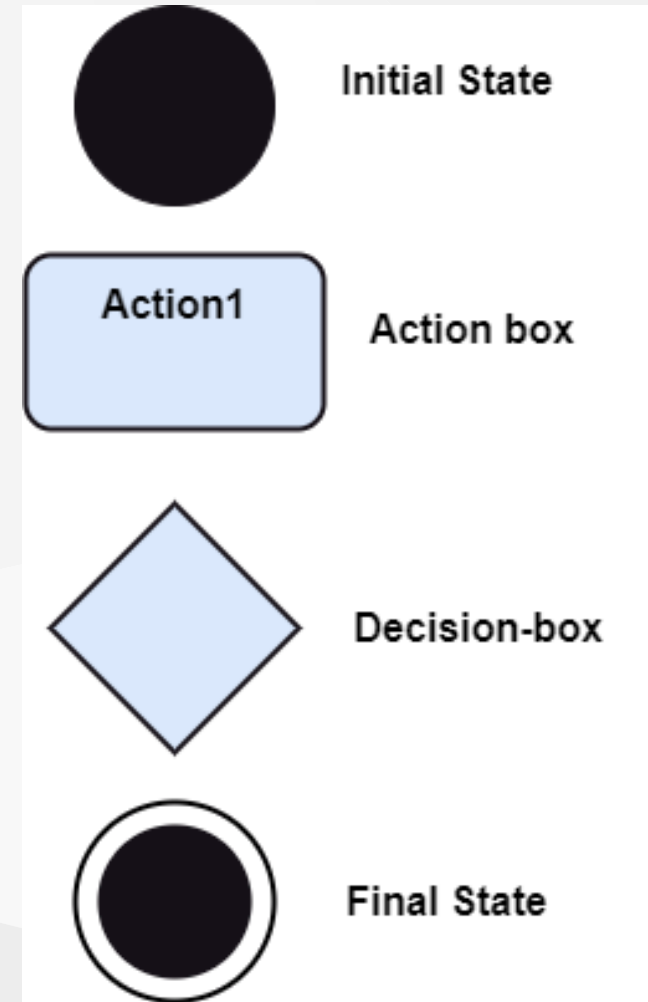 Initial State
Action1
Action box
Decision-box
Final State